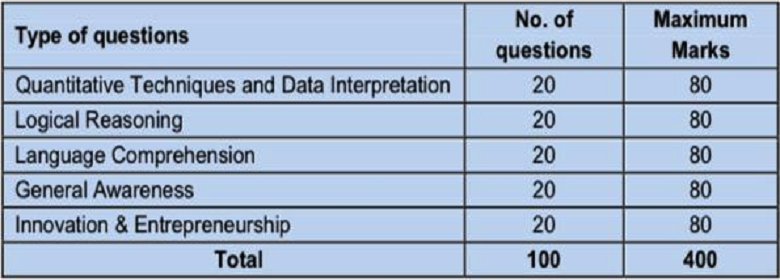 Type of questions No. of questions Maximum Marks
Quantitative Techniques and Data Interpretation 20 80
Logical Reasoning 20 80
Language Comprehension 20 80
General Awareness 20 80
Innovation & Entrepreneurship 20 80
Total 100 400